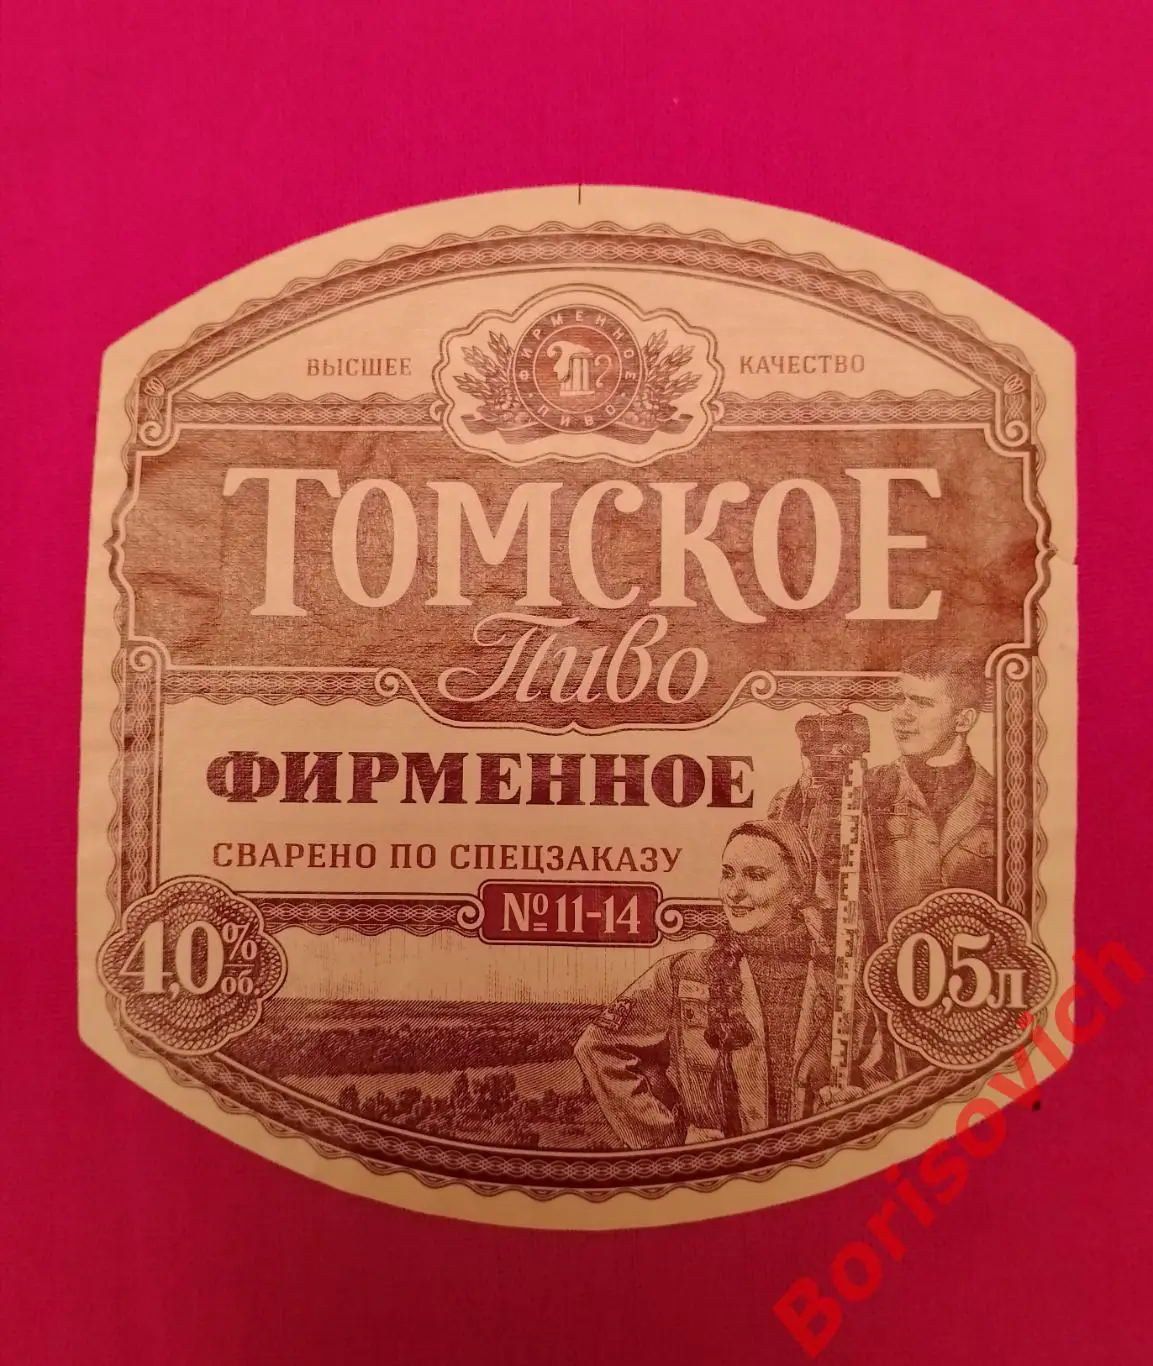 ВЫСШЕЕ КАЧЕСТВО
ФИРМЕННОЕ
ПИВО
ТОМСКОЕ
Пиво
ФИРМЕННОЕ
СВАРЕНО ПО СПЕЦЗАКАЗУ
№11-14
4,0% об.
0,5л
Borisovich